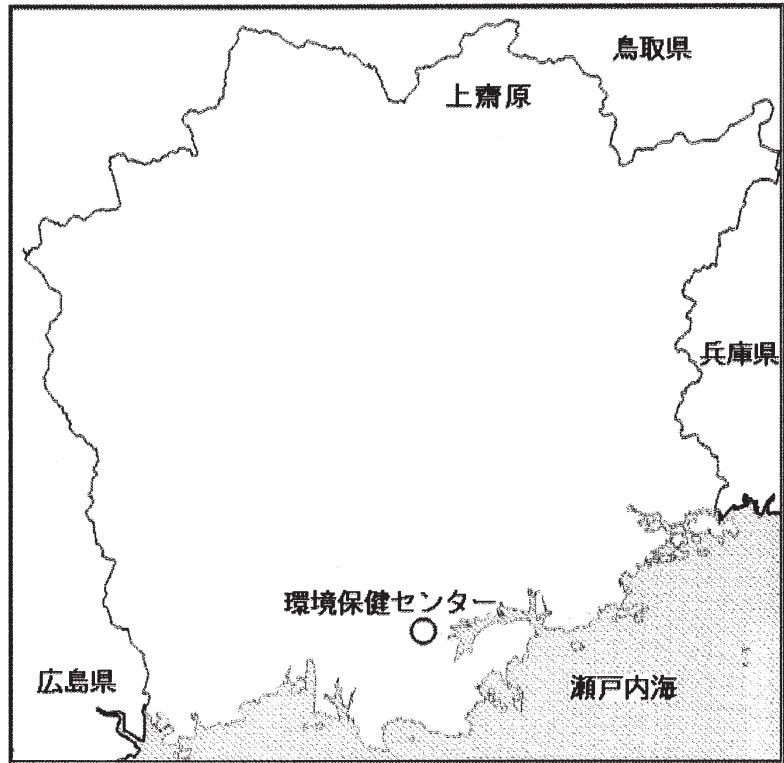 鳥取県
上齋原
兵庫県
環境保健センター
広島県
瀬戸内海